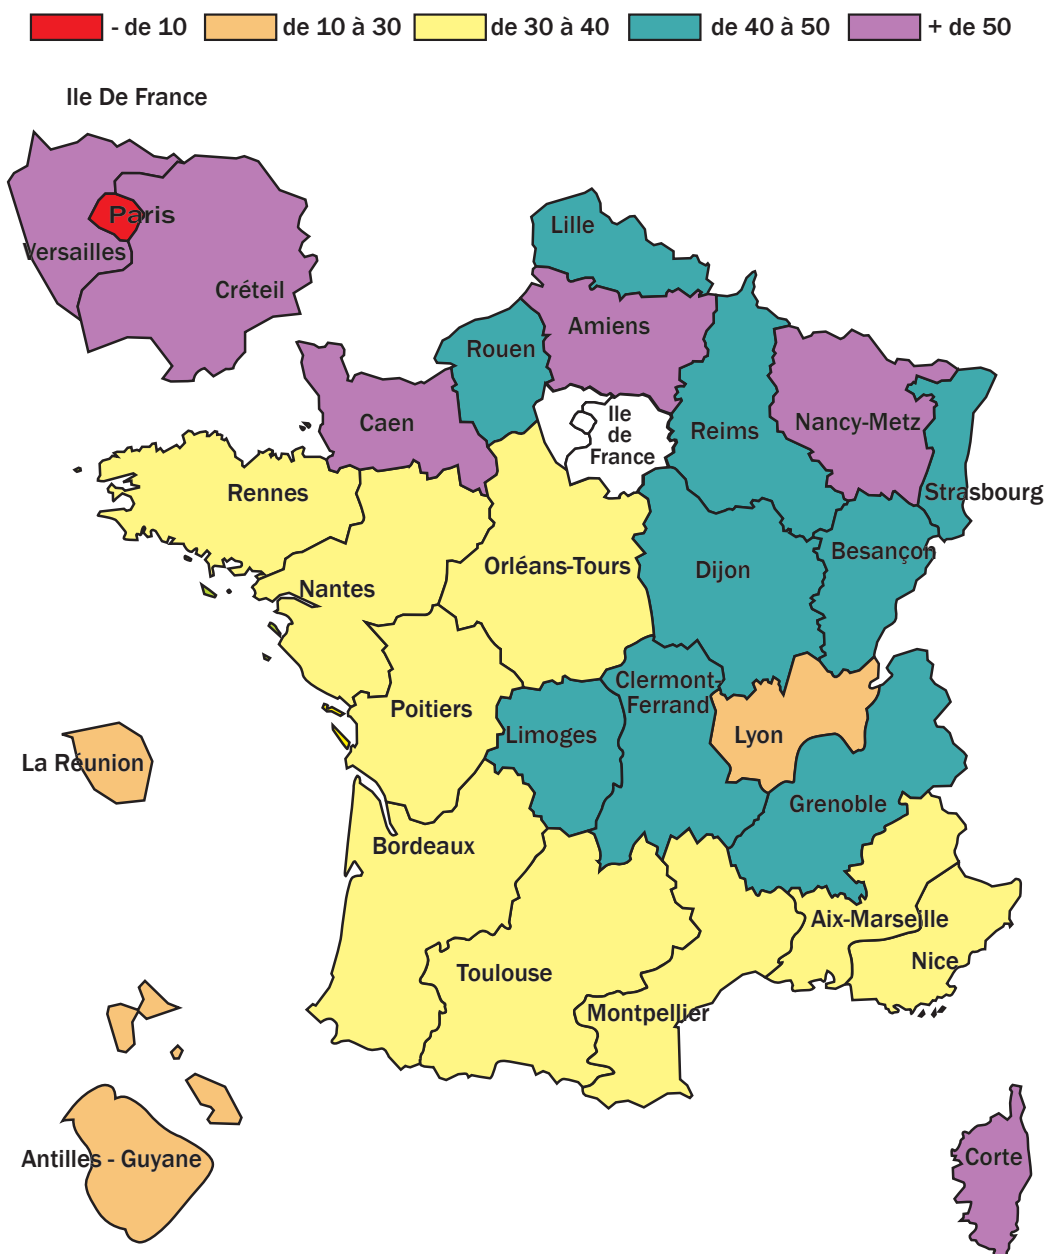 - de 10 de 10 à 30 de 30 à 40 de 40 à 50 + de 50
Ile De France
Paris
Versailles
Créteil
Lille
Amiens
Rouen
Caen
Ile
de
France
Reims
Nancy-Metz
Strasbourg
Rennes
Besançon
Orléans-Tours
Dijon
Nantes
Clermont-
Ferrand
Poitiers
Limoges
Lyon
La Réunion
Grenoble
Bordeaux
Aix-Marseille
Nice
Toulouse
Montpellier
Antilles - Guyane
Corte